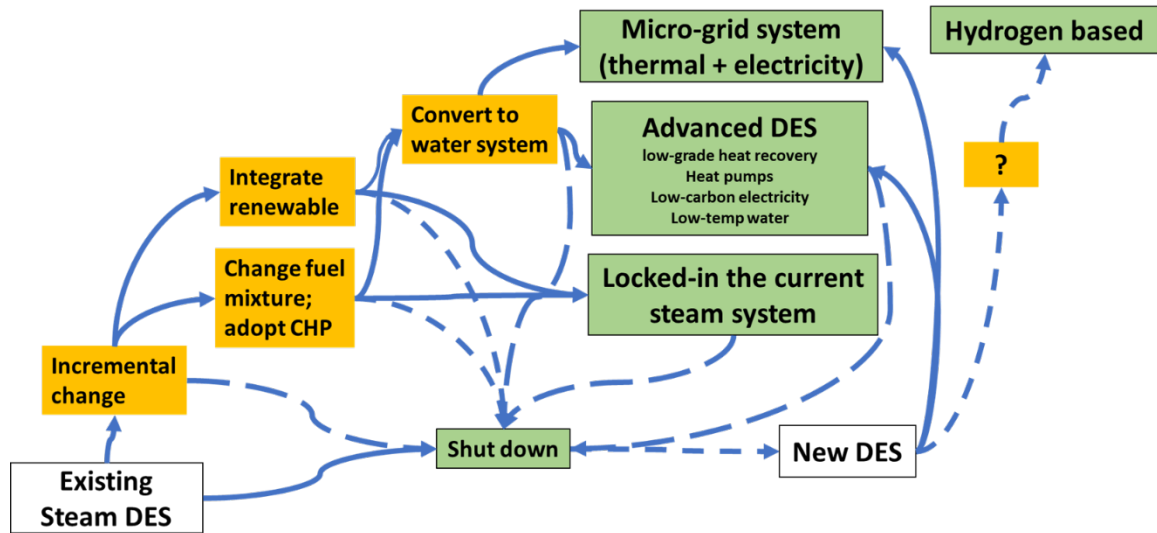 Micro-grid system
(thermal + electricity)
Hydrogen based
Convert to
water system
Advanced DES
low-grade heat recovery
Heat pumps
Low-carbon electricity
Low-temp water
?
Integrate
renewable
Change fuel
mixture;
adopt CHP
Locked-in the current
steam system
Incremental
change
Shut down
New DES
Existing
Steam DES